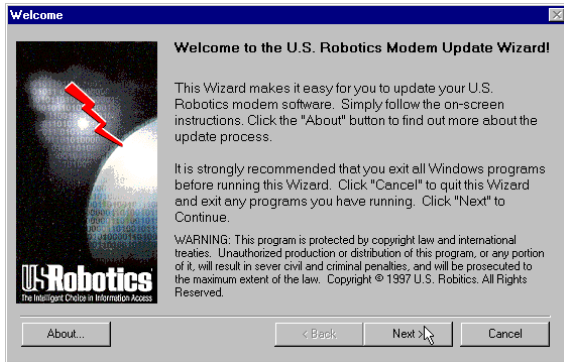 Welcome
Welcome to the U.S. Robotics Modem Update Wizard!
This Wizard makes it easy for you to update your U.S.
Robotics modem software. Simply follow the on-screen
instructions. Click the "About" button to find out more about the
update process.
It is strongly recommended that you exit all Windows programs
before running this Wizard. Click "Cancel" to quit this Wizard
and exit any programs you have running. Click "Next" to
Continue.
WARNING: This program is protected by copyright law and international
treaties. Unauthorized production or distribution of this program, or any portion
of it, will result in sever civil and criminal penalties, and will be prosecuted to
the maximum extent of the law. Copyright © 1997 U.S. Robitics. All Rights
Reserved.
USRobotics
The Intelligent Choice in Information Access
About...
< Back
Next >
Cancel